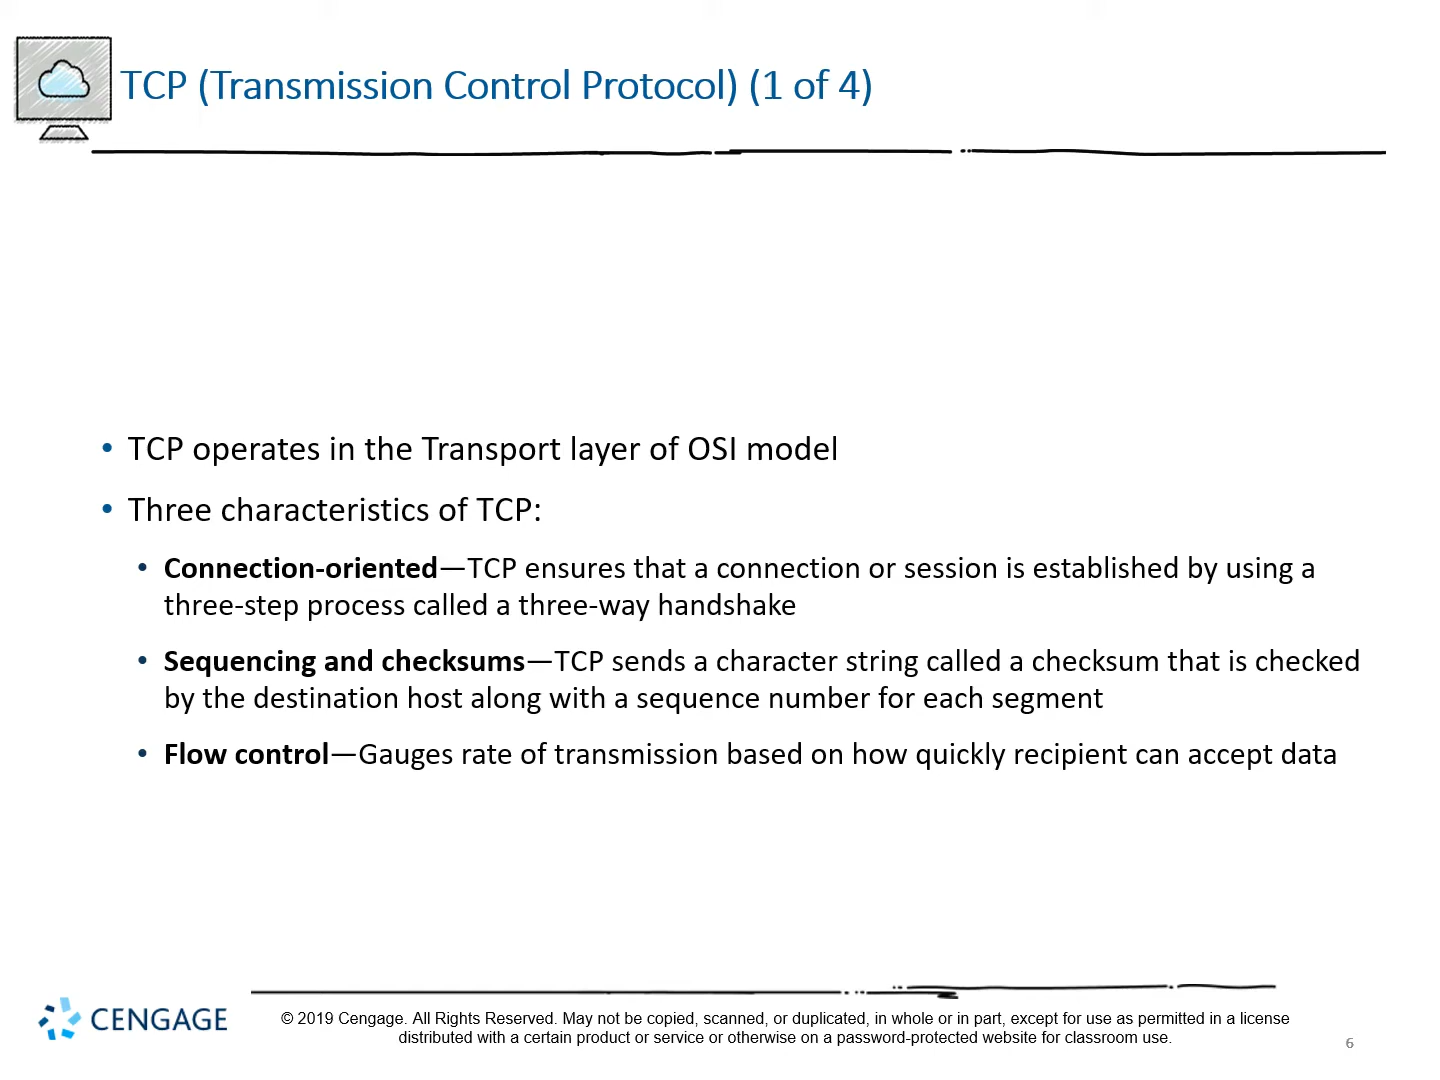 TCP (Transmission Control Protocol) (1 of 4)
• TCP operates in the Transport layer of OSI model
• Three characteristics of TCP:
• Connection-oriented—TCP ensures that a connection or session is established by using a
three-step process called a three-way handshake
• Sequencing and checksums—TCP sends a character string called a checksum that is checked
by the destination host along with a sequence number for each segment
• Flow control—Gauges rate of transmission based on how quickly recipient can accept data
CENGAGE
© 2019 Cengage. All Rights Reserved. May not be copied, scanned, or duplicated, in whole or in part, except for use as permitted in a license
distributed with a certain product or service or otherwise on a password-protected website for classroom use.
6